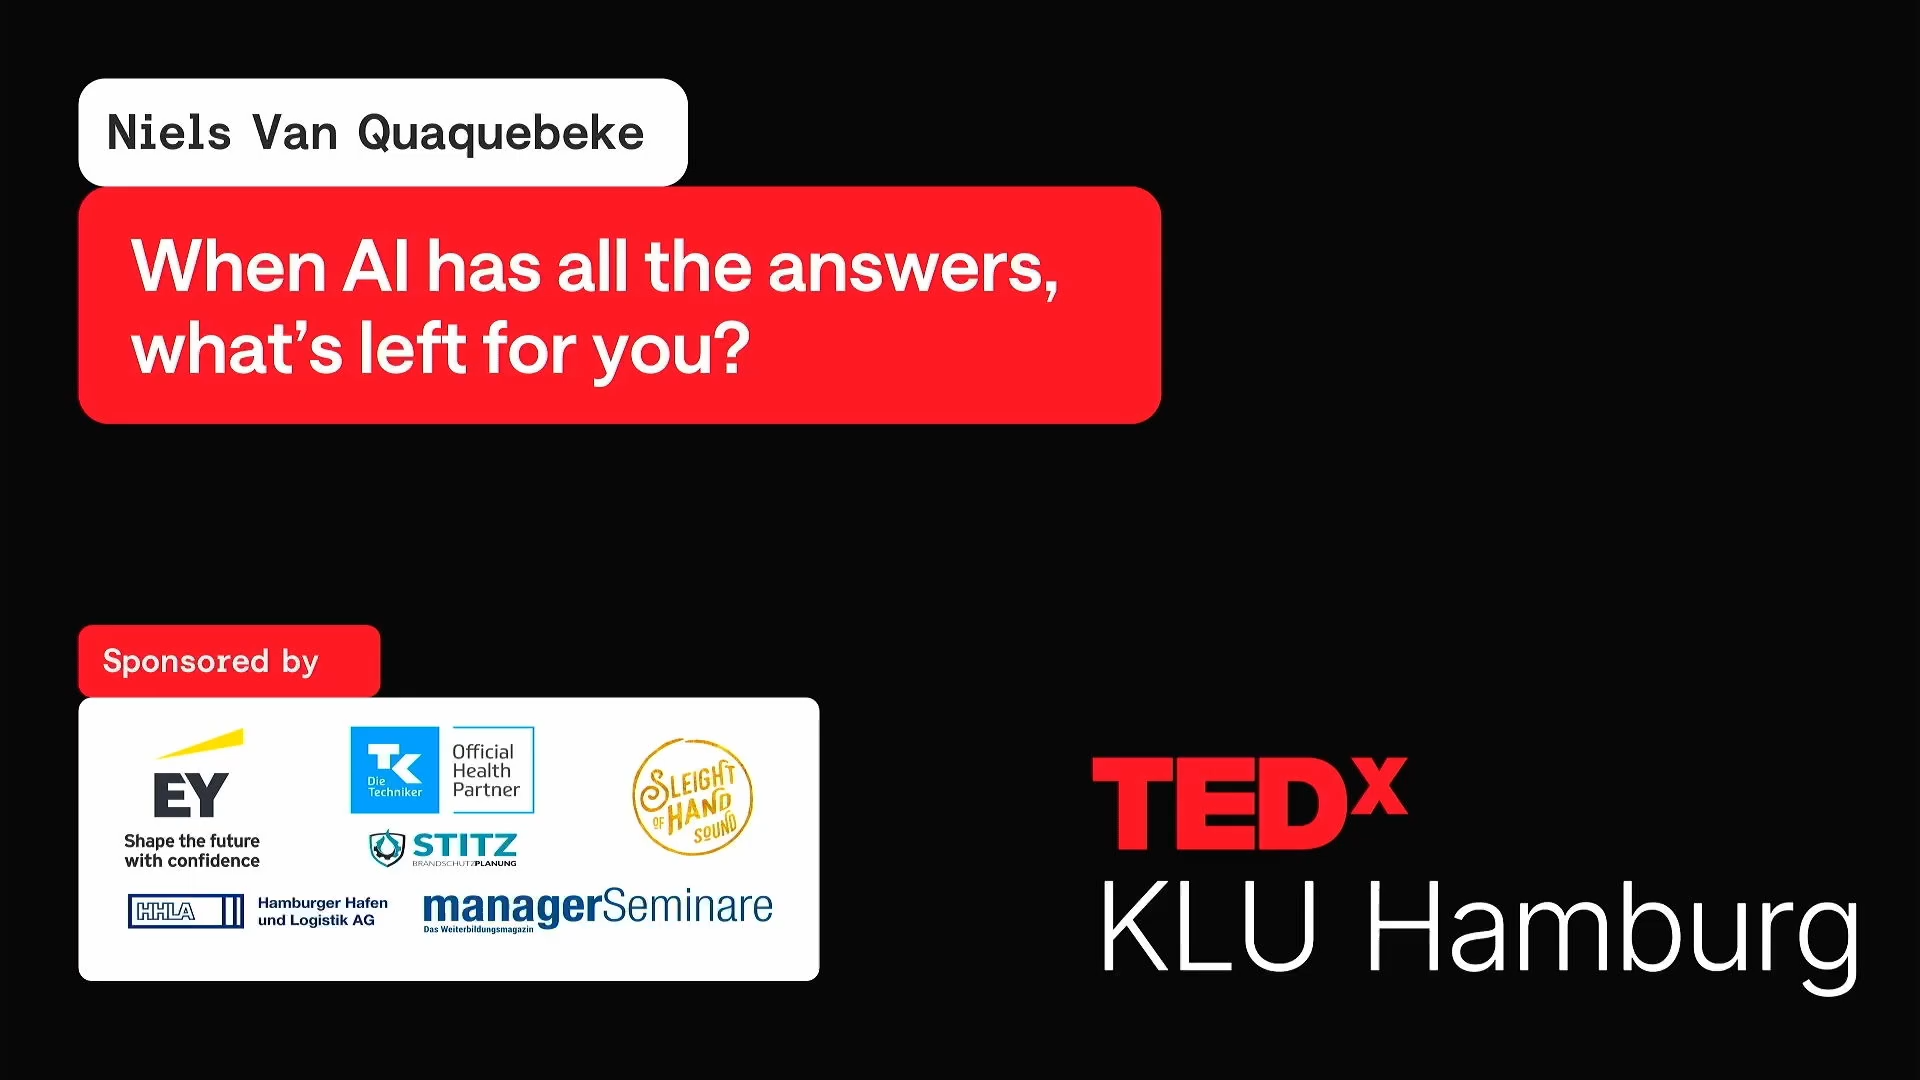 Niels Van Quaquebeke
When AI has all the answers,
what's left for you?
Sponsored by
EY
Shape the future
with confidence
TK
Die
Techniker
Official
Health
Partner
STITZ
BRANDSCHUTZPLANUNG
SLEIGHT
OF HAND
SOUND
HHLA
Hamburger Hafen
und Logistik AG
managerSeminare
Das Weiterbildungsmagazin
TEDx
KLU Hamburg